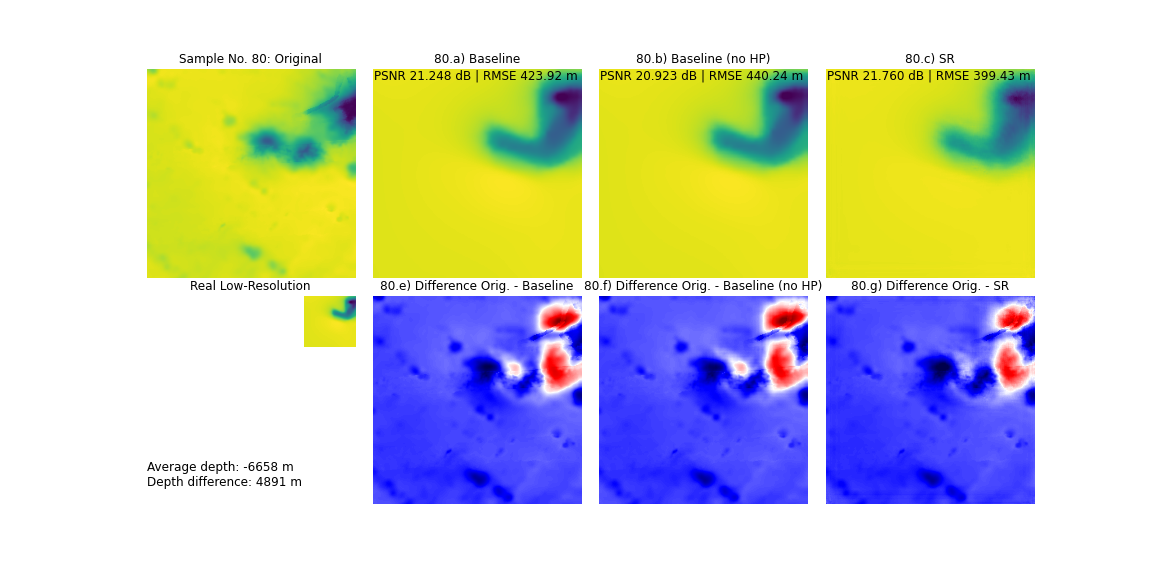 Sample No. 80: Original
80.a) Baseline
80.b) Baseline (no HP)
80.c) SR
PSNR 21.248 dB | RMSE 423.92 m
PSNR 20.923 dB | RMSE 440.24 m
PSNR 21.760 dB | RMSE 399.43 m
Real Low-Resolution
80.e) Difference Orig. - Baseline
80.f) Difference Orig. - Baseline (no HP)
80.g) Difference Orig. - SR
Average depth: -6658 m
Depth difference: 4891 m